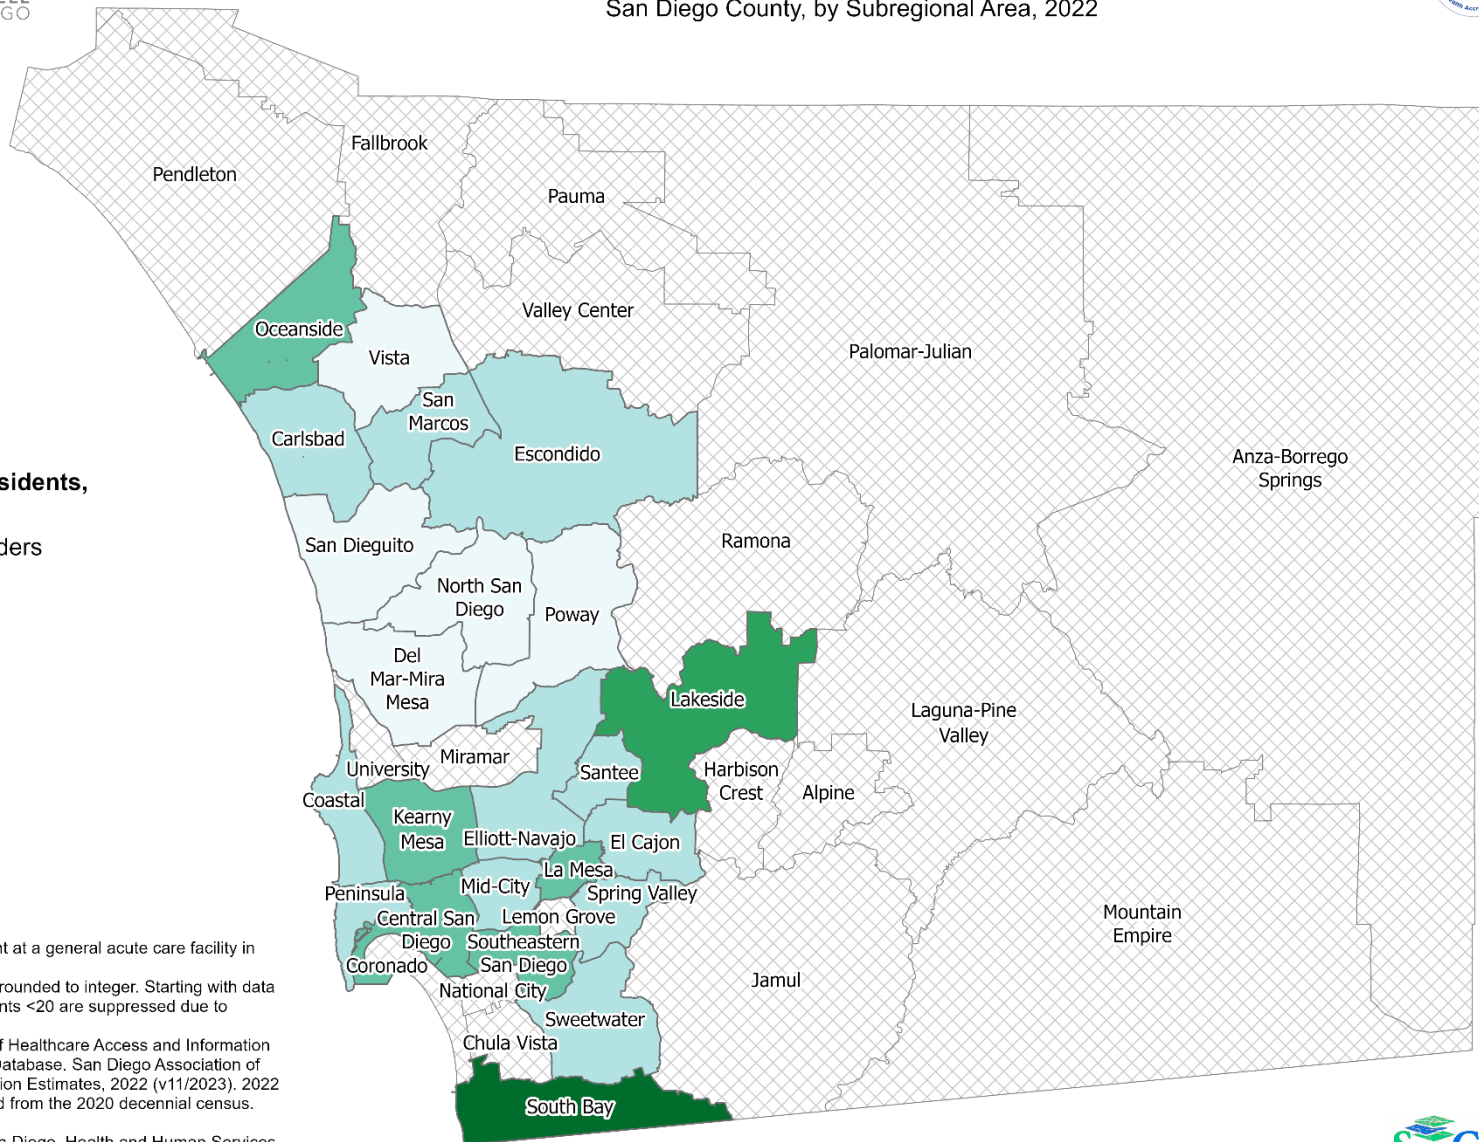 San Diego County, by Subregional Area, 2022
Fallbrook
Pendleton
Pauma
Valley Center
Oceanside
Vista
Palomar-Julian
San
Marcos
Carlsbad
Escondido
Anza-Borrego
Springs
sidents,
ders
San Dieguito
Ramona
North San
Diego
Poway
Del
Mar-Mira
Mesa
Lakeside
Laguna-Pine
Valley
Miramar
University
Santee
Harbison
Crest
Alpine
Coastal
Kearny
Mesa
Elliott-Navajo
El Cajon
La Mesa
Mid-City
Peninsula
Spring Valley
Central San
Diego
Lemon Grove
Mountain
Empire
Southeastern
San Diego
Coronado
Jamul
National City
Sweetwater
Chula Vista
South Bay
nt at a general acute care facility in
rounded to integer. Starting with data
nts <20 are suppressed due to
f Healthcare Access and Information
Database. San Diego Association of
ion Estimates, 2022 (v11/2023). 2022
d from the 2020 decennial census.
n Diego, Health and Human Services